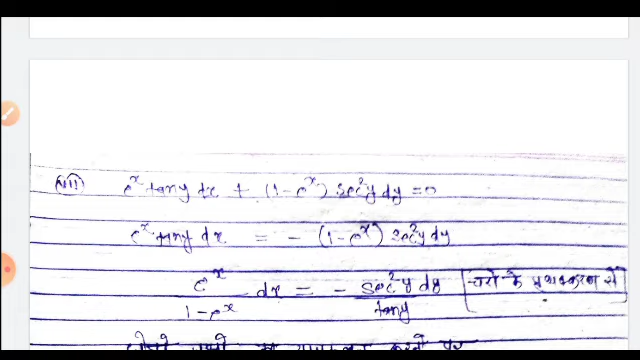 (VIII) e^x tany dx + (1-e^x) sec²y dy = 0
e^x tany dx = - (1-e^x) sec²y dy
e^x / 1-e^x dx = - sec²y dy / tany [चरों के पृथक्करण से]